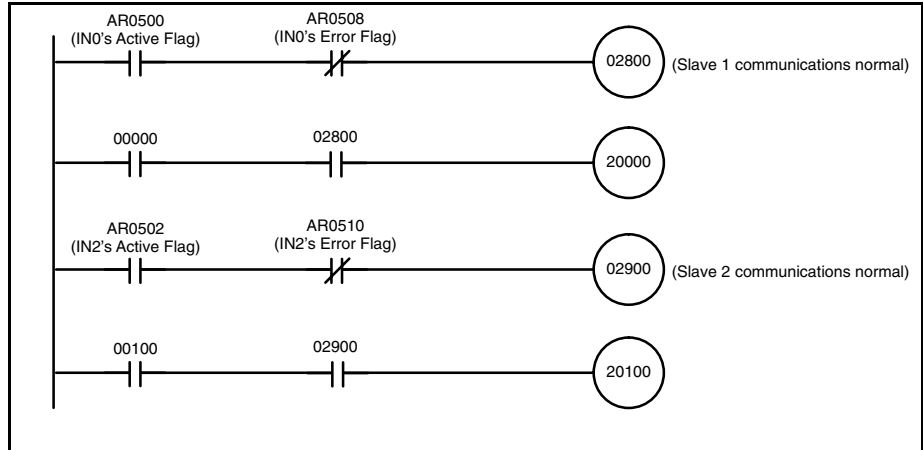 AR0500
(IN0's Active Flag)
AR0508
(IN0's Error Flag)
02800
(Slave 1 communications normal)
00000
02800
20000
AR0502
(IN2's Active Flag)
AR0510
(IN2's Error Flag)
02900
(Slave 2 communications normal)
00100
02900
20100